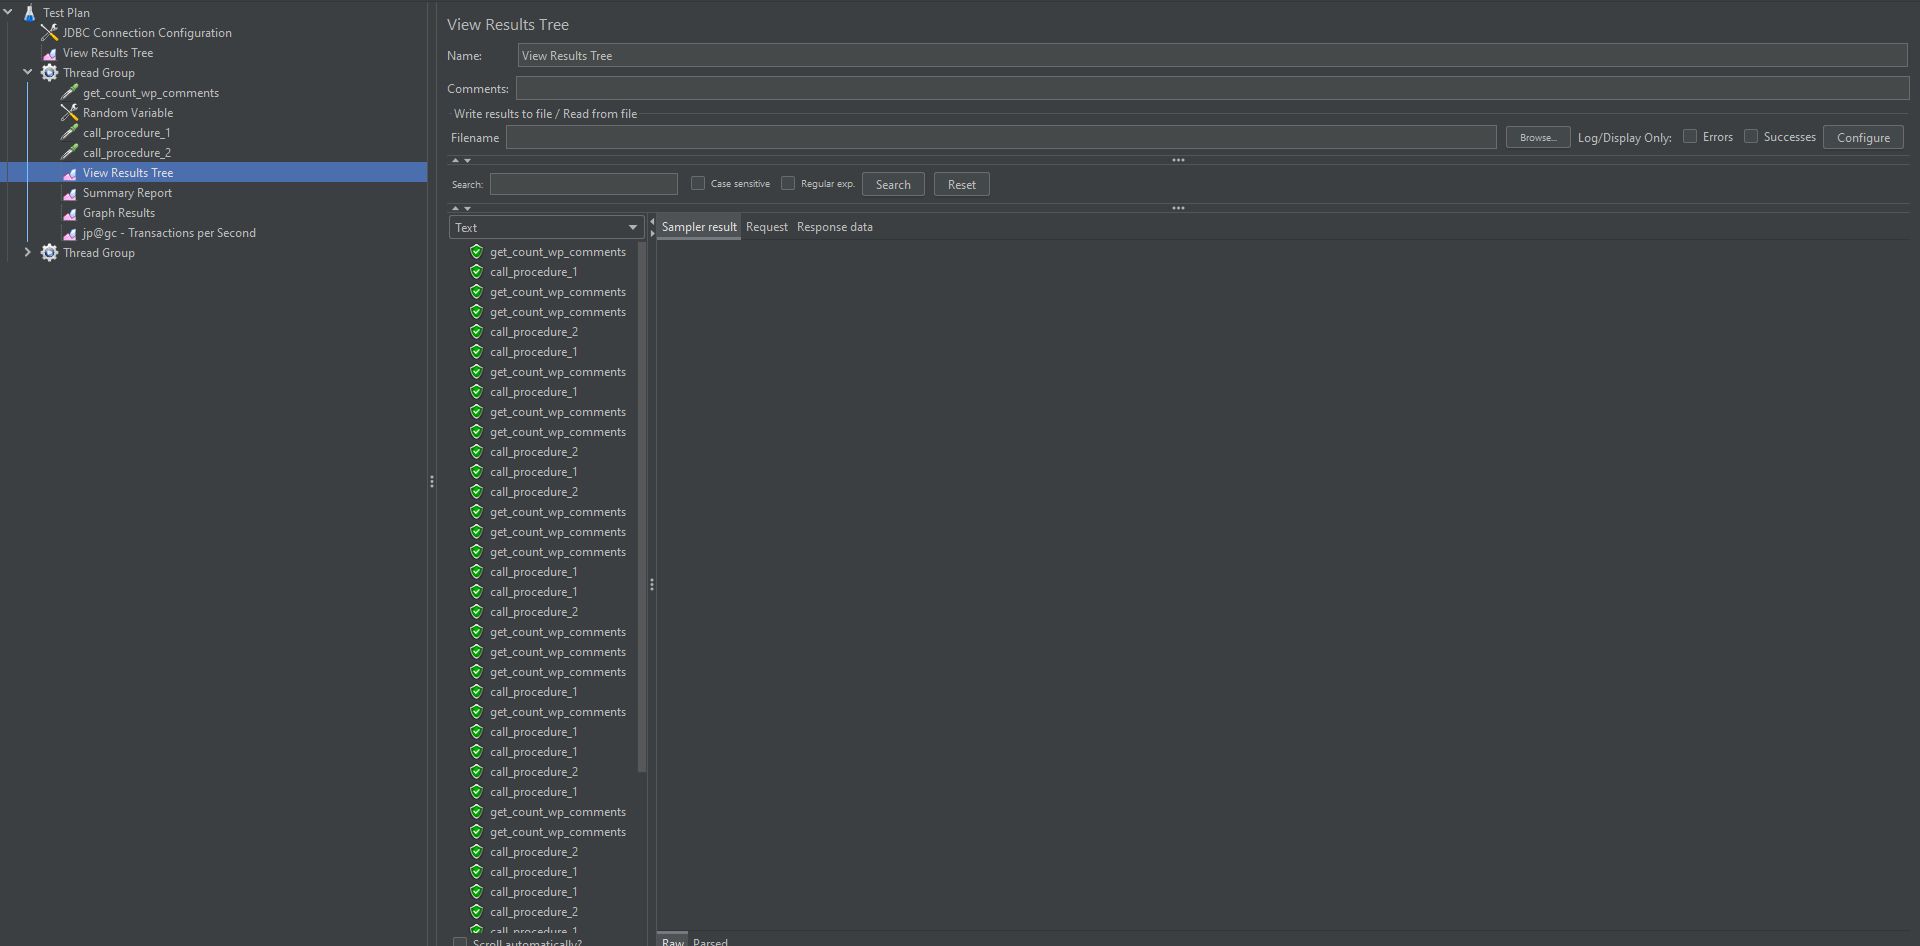 Test Plan
JDBC Connection Configuration
View Results Tree
Thread Group
get_count_wp_comments
Random Variable
call_procedure_1
call_procedure_2
View Results Tree
Summary Report
Graph Results
jp@gc - Transactions per Second
Thread Group
View Results Tree
Name: View Results Tree
Comments:
Write results to file / Read from file
Filename Browse... Log/Display Only: Errors Successes Configure
Search: Case sensitive Regular exp. Search Reset
Text
Sampler result Request Response data
get_count_wp_comments
call_procedure_1
get_count_wp_comments
get_count_wp_comments
call_procedure_2
call_procedure_1
get_count_wp_comments
call_procedure_1
get_count_wp_comments
get_count_wp_comments
call_procedure_2
call_procedure_1
call_procedure_2
get_count_wp_comments
get_count_wp_comments
get_count_wp_comments
call_procedure_1
call_procedure_1
call_procedure_2
get_count_wp_comments
get_count_wp_comments
get_count_wp_comments
call_procedure_1
get_count_wp_comments
call_procedure_1
call_procedure_1
call_procedure_2
call_procedure_1
get_count_wp_comments
get_count_wp_comments
call_procedure_2
call_procedure_1
call_procedure_1
call_procedure_2
call_procedure_1
Scroll automatically?
Raw Parsed